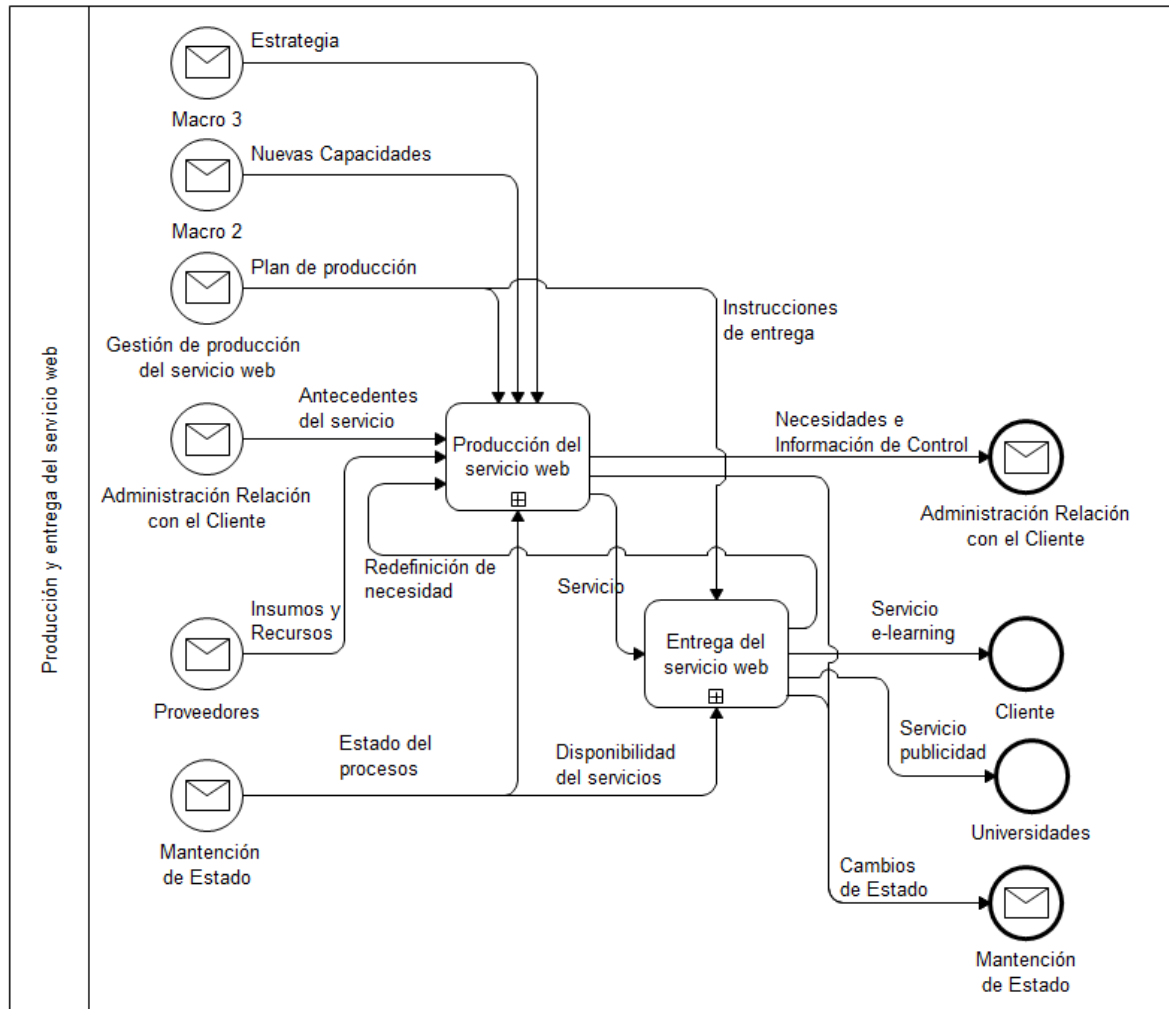 Producción y entrega del servicio web
Estrategia
Macro 3
Nuevas Capacidades
Macro 2
Plan de producción
Instrucciones
de entrega
Gestión de producción
del servicio web
Antecedentes
del servicio
Producción del
servicio web
Necesidades e
Información de Control
Administración Relación
con el Cliente
Administración Relación
con el Cliente
Redefinición de
necesidad
Servicio
Insumos y
Recursos
Entrega del
servicio web
Servicio
e-learning
Proveedores
Cliente
Estado del
procesos
Disponibilidad
del servicios
Servicio
publicidad
Universidades
Mantención
de Estado
Cambios
de Estado
Mantención
de Estado